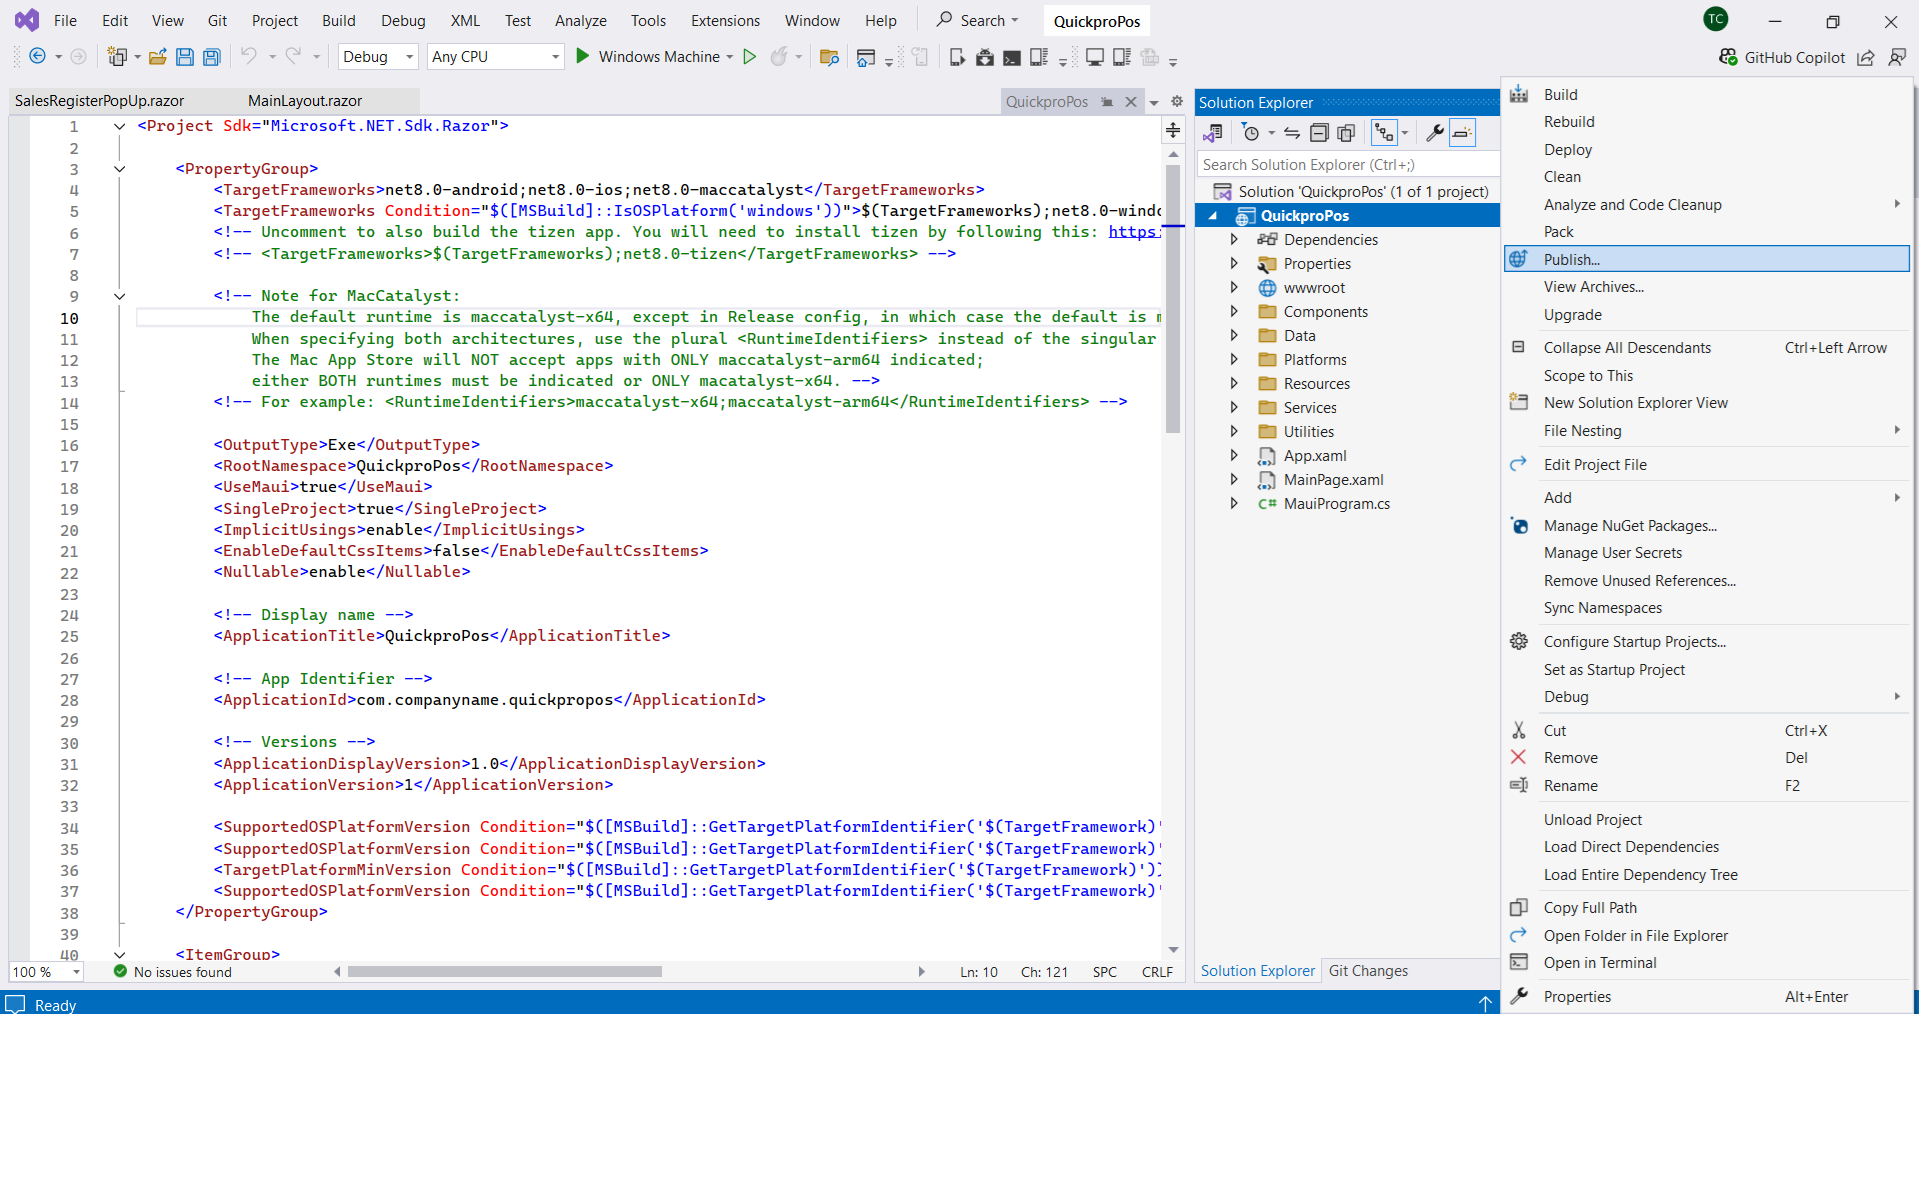 File Edit View Git Project Build Debug XML Test Analyze Tools Extensions Window Help Search QuickproPos TC
Debug Any CPU Windows Machine GitHub Copilot
SalesRegisterPopUp.razor MainLayout.razor QuickproPos
1 <Project Sdk="Microsoft.NET.Sdk.Razor">
2
3 <PropertyGroup>
4 <TargetFrameworks>net8.0-android;net8.0-ios;net8.0-maccatalyst</TargetFrameworks>
5 <TargetFrameworks Condition="$([MSBuild]::IsOSPlatform('windows'))">$(TargetFrameworks);net8.0-windo
6 <!-- Uncomment to also build the tizen app. You will need to install tizen by following this: https:
7 <!-- <TargetFrameworks>$(TargetFrameworks);net8.0-tizen</TargetFrameworks> -->
8
9 <!-- Note for MacCatalyst:
10 The default runtime is maccatalyst-x64, except in Release config, in which case the default is
11 When specifying both architectures, use the plural <RuntimeIdentifiers> instead of the singular
12 The Mac App Store will NOT accept apps with ONLY maccatalyst-arm64 indicated;
13 either BOTH runtimes must be indicated or ONLY macatalyst-x64. -->
14 <!-- For example: <RuntimeIdentifiers>maccatalyst-x64;maccatalyst-arm64</RuntimeIdentifiers> -->
15
16 <OutputType>Exe</OutputType>
17 <RootNamespace>QuickproPos</RootNamespace>
18 <UseMaui>true</UseMaui>
19 <SingleProject>true</SingleProject>
20 <ImplicitUsings>enable</ImplicitUsings>
21 <EnableDefaultCssItems>false</EnableDefaultCssItems>
22 <Nullable>enable</Nullable>
23
24 <!-- Display name -->
25 <ApplicationTitle>QuickproPos</ApplicationTitle>
26
27 <!-- App Identifier -->
28 <ApplicationId>com.companyname.quickpropos</ApplicationId>
29
30 <!-- Versions -->
31 <ApplicationDisplayVersion>1.0</ApplicationDisplayVersion>
32 <ApplicationVersion>1</ApplicationVersion>
33
34 <SupportedOSPlatformVersion Condition="$([MSBuild]::GetTargetPlatformIdentifier('$(TargetFramework)'
35 <SupportedOSPlatformVersion Condition="$([MSBuild]::GetTargetPlatformIdentifier('$(TargetFramework)'
36 <TargetPlatformMinVersion Condition="$([MSBuild]::GetTargetPlatformIdentifier('$(TargetFramework)'))
37 <SupportedOSPlatformVersion Condition="$([MSBuild]::GetTargetPlatformIdentifier('$(TargetFramework)'
38 </PropertyGroup>
39
40 <ItemGroup>
100 % No issues found Ln: 10 Ch: 121 SPC CRLF
Ready
Solution Explorer
Search Solution Explorer (Ctrl+;)
Solution 'QuickproPos' (1 of 1 project)
QuickproPos
Dependencies
Properties
wwwroot
Components
Data
Platforms
Resources
Services
Utilities
App.xaml
MainPage.xaml
C# MauiProgram.cs
Solution Explorer Git Changes
Build
Rebuild
Deploy
Clean
Analyze and Code Cleanup
Pack
Publish...
View Archives...
Upgrade
Collapse All Descendants Ctrl+Left Arrow
Scope to This
New Solution Explorer View
File Nesting
Edit Project File
Add
Manage NuGet Packages...
Manage User Secrets
Remove Unused References...
Sync Namespaces
Configure Startup Projects...
Set as Startup Project
Debug
Cut Ctrl+X
Remove Del
Rename F2
Unload Project
Load Direct Dependencies
Load Entire Dependency Tree
Copy Full Path
Open Folder in File Explorer
Open in Terminal
Properties Alt+Enter